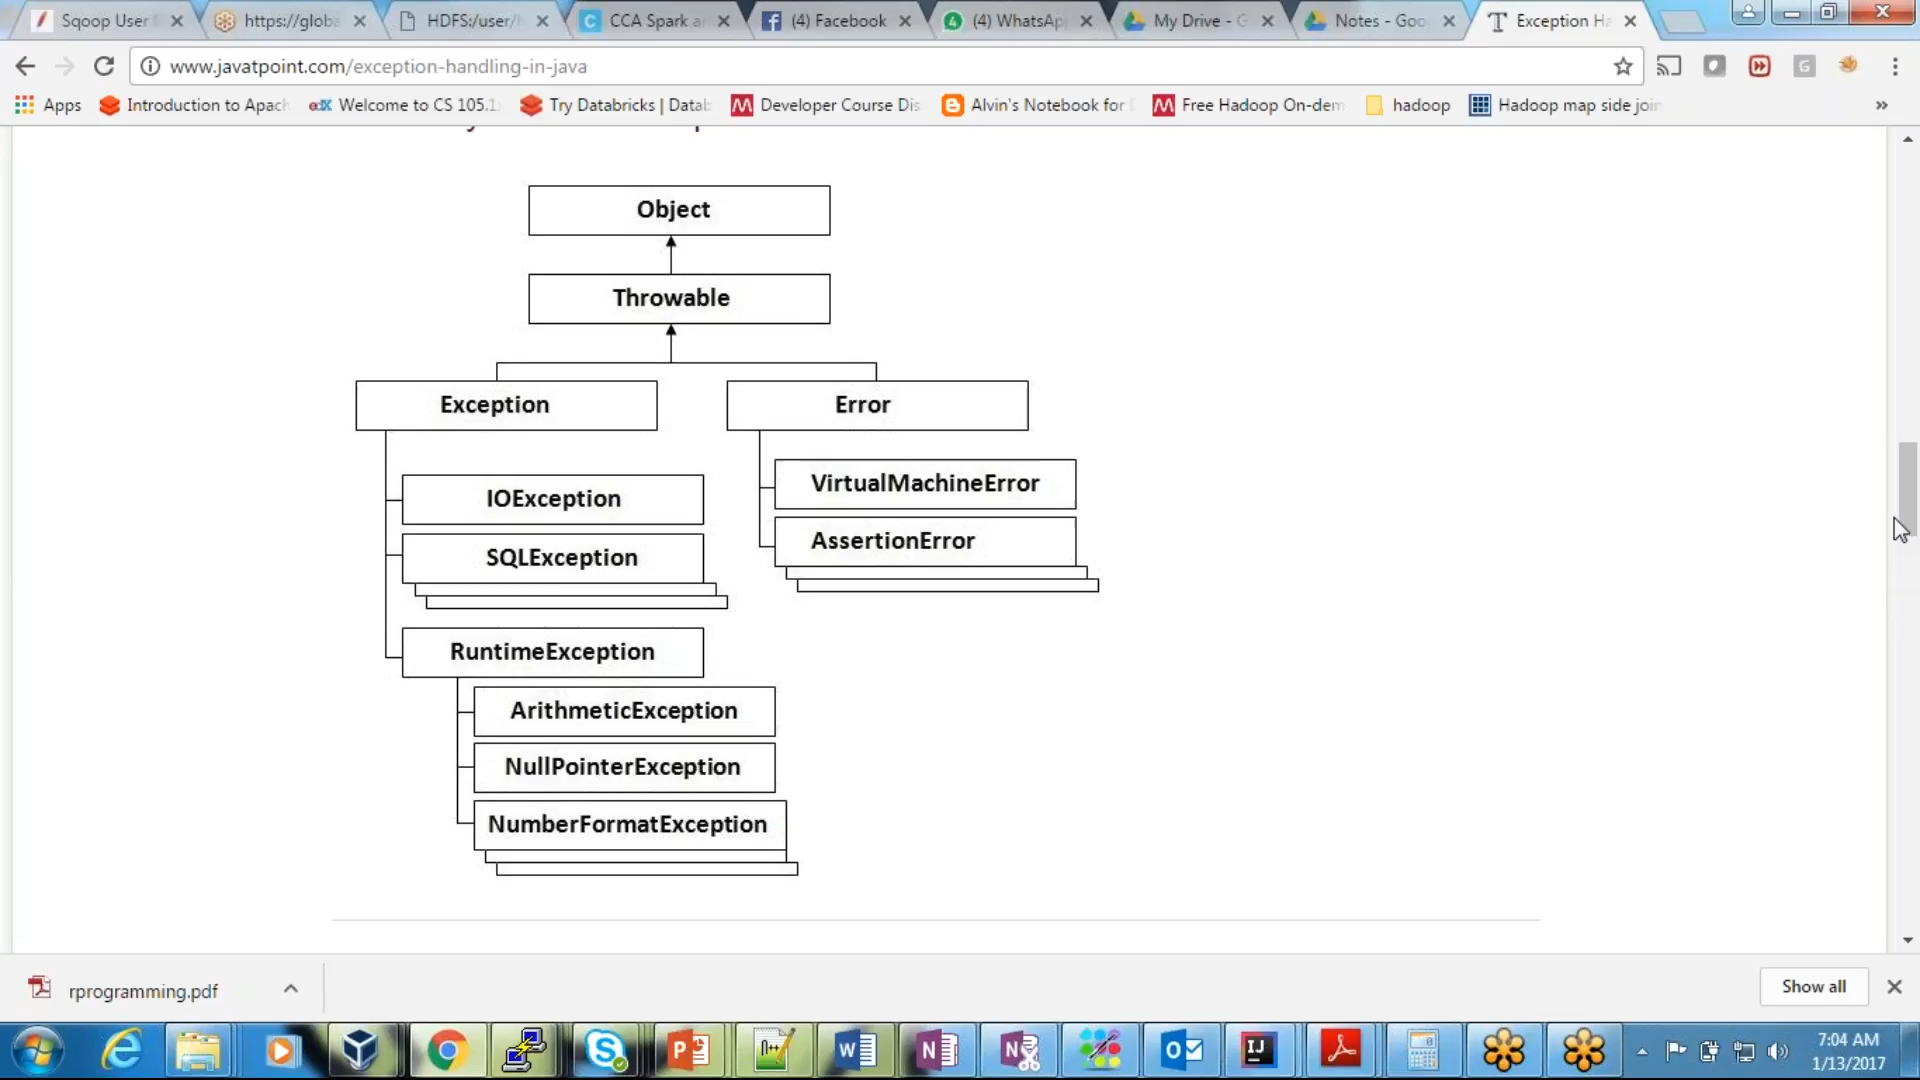 Sqoop User
https://globa
HDFS:/user/
CCA Spark a
(4) Facebook
(4) WhatsAp
My Drive - G
Notes - Goo
Exception Ha
www.javatpoint.com/exception-handling-in-java
Apps
Introduction to Apach
Welcome to CS 105.1
Try Databricks | Datab
Developer Course Dis
Alvin's Notebook for
Free Hadoop On-dem
hadoop
Hadoop map side join
Object
Throwable
Exception
Error
IOException
VirtualMachineError
SQLException
AssertionError
RuntimeException
ArithmeticException
NullPointerException
NumberFormatException
rprogramming.pdf
Show all
7:04 AM
1/13/2017